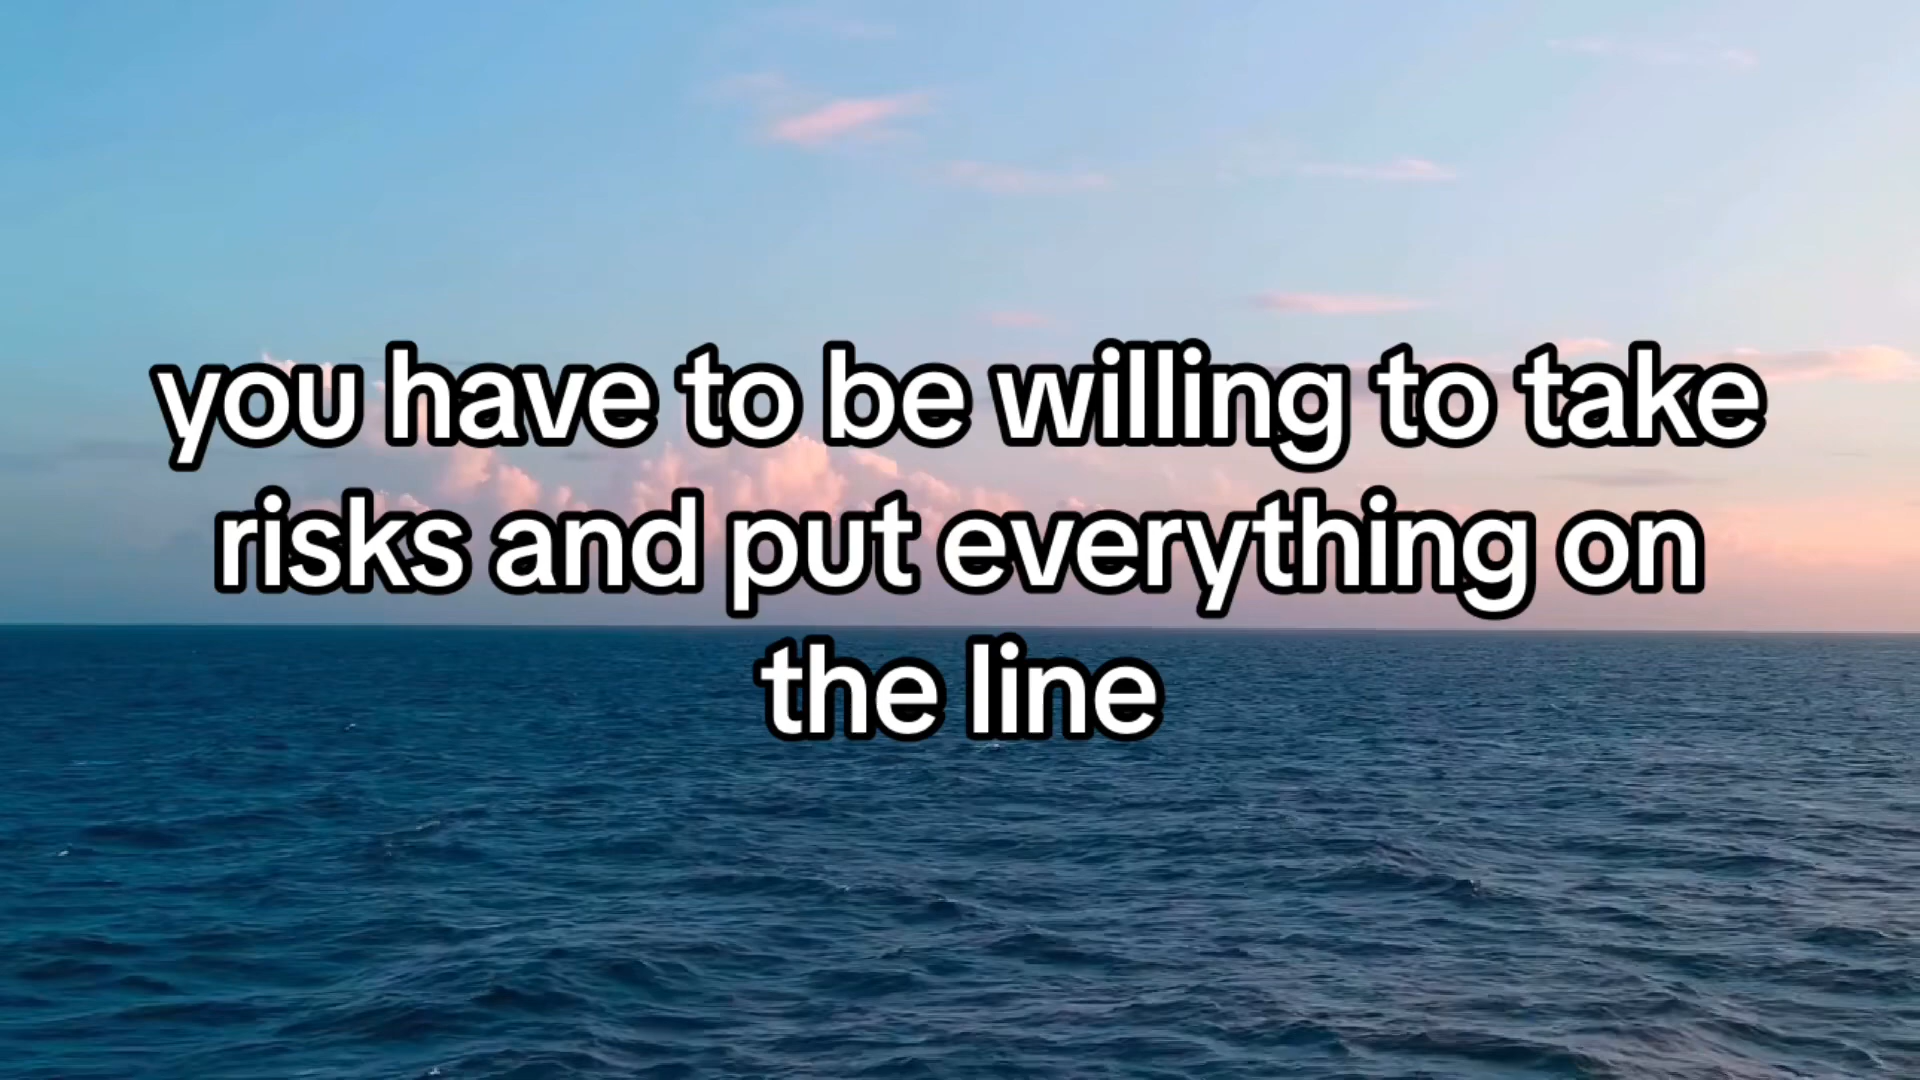 you have to be willing to take
risks and put everything on
the line